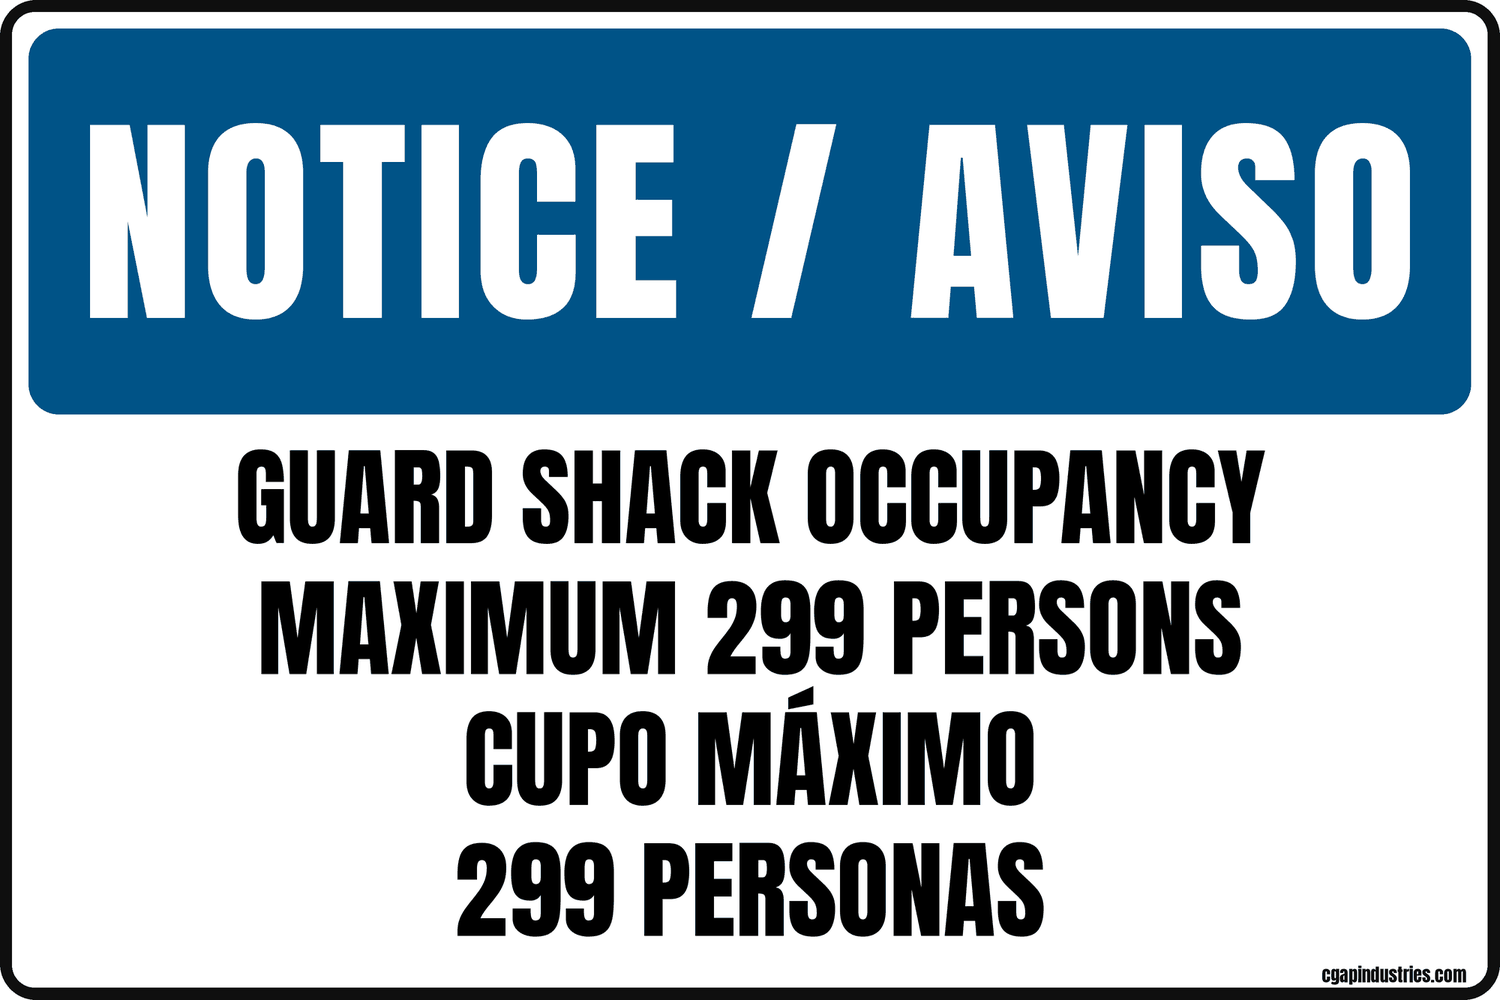 NOTICE / AVISO
GUARD SHACK OCCUPANCY
MAXIMUM 299 PERSONS
CUPO MÁXIMO
299 PERSONAS
cgapindustries.com